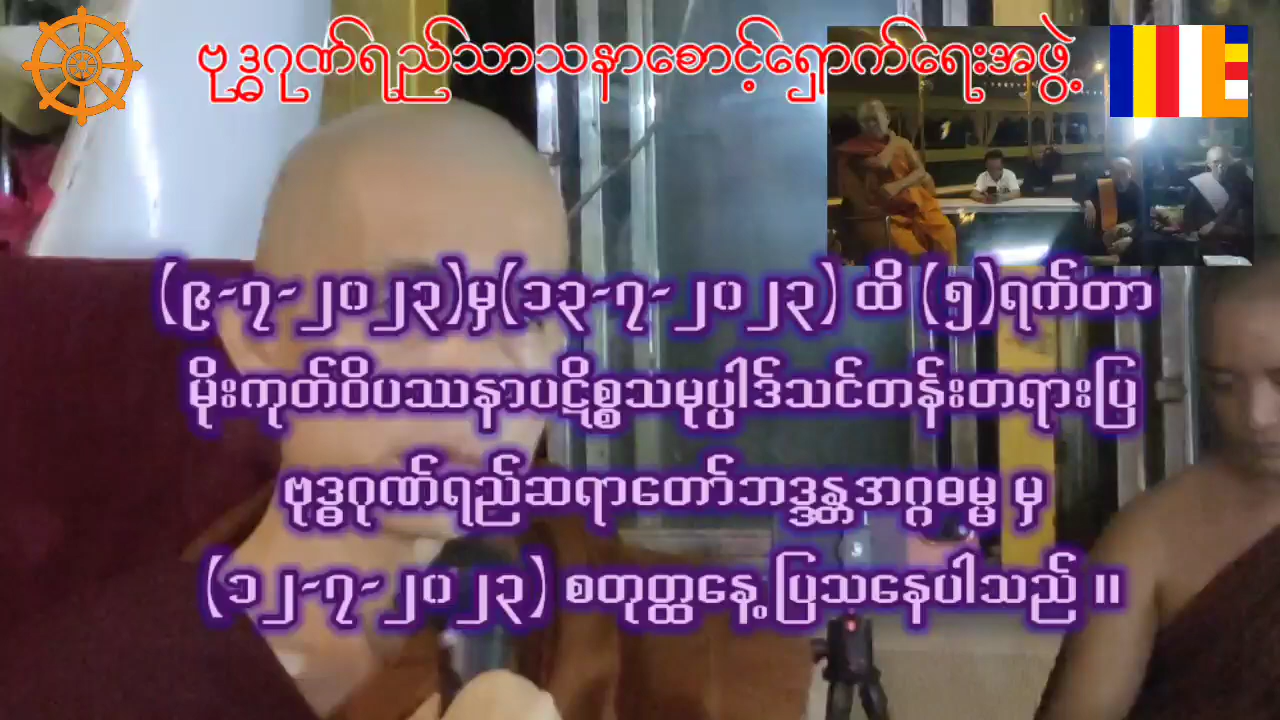 ဗုဒ္ဓဂုဏ်ရည်သာသနာစောင့်ရှောက်ရေးအဖွဲ့
(၉-၇-၂၀၂၃)မှ(၁၃-၇-၂၀၂၃) ထိ (၅)ရက်တာ
မိုးကုတ်ဝိပဿနာပဋိစ္စသမုပ္ပါဒ်သင်တန်းတရားပြ
ဗုဒ္ဓဂုဏ်ရည်ဆရာတော်ဘဒ္ဒန္တအဂ္ဂဓမ္မ မှ
(၁၂-၇-၂၀၂၃) စတုတ္ထနေ့ ပြသနေပါသည် ။